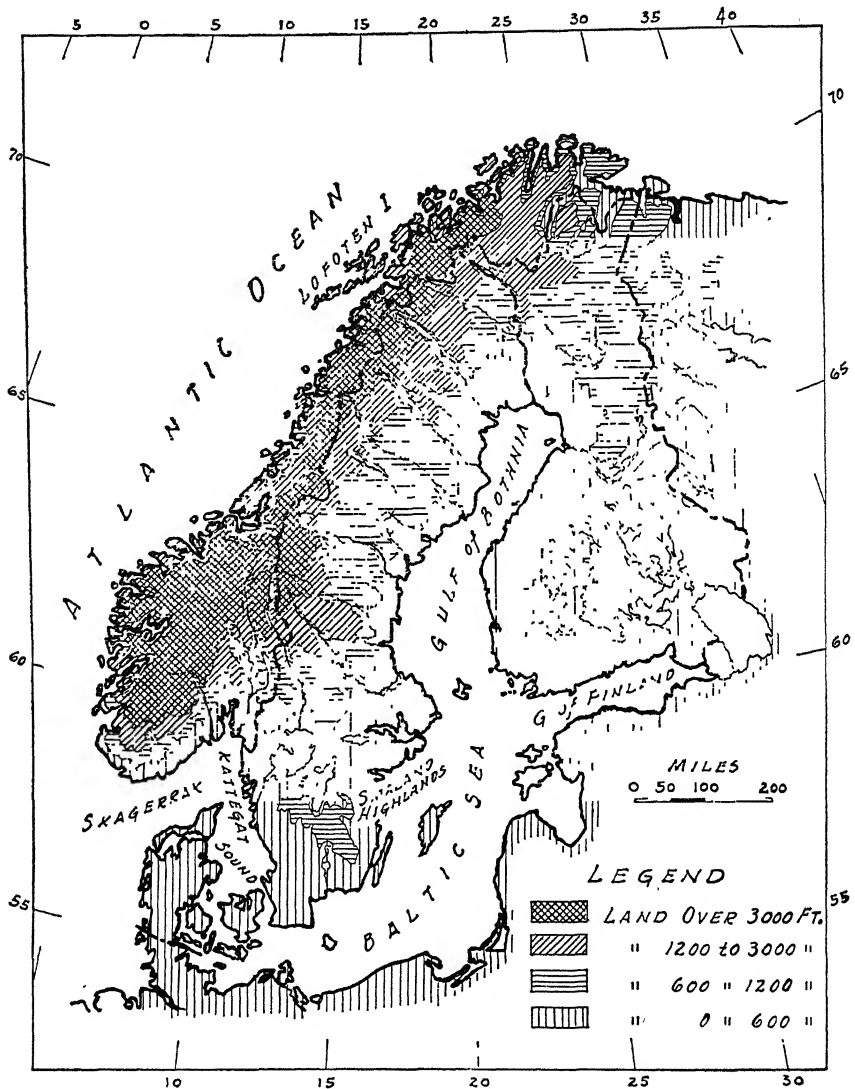 5 0 5 10 15 20 25 30 35 40
70
70
ATLANTIC OCEAN
LOFOTEN I
65
65
GULF of BOTHNIA
60
60
G of FINLAND
SKAGERRAK
KATTEGAT
SOUND
SMALAND
HIGHLANDS
BALTIC SEA
MILES
0 50 100 200
LEGEND
LAND OVER 3000 FT.
" 1200 to 3000 "
" 600 " 1200 "
" 0 " 600 "
55
55
10 15 20 25 30